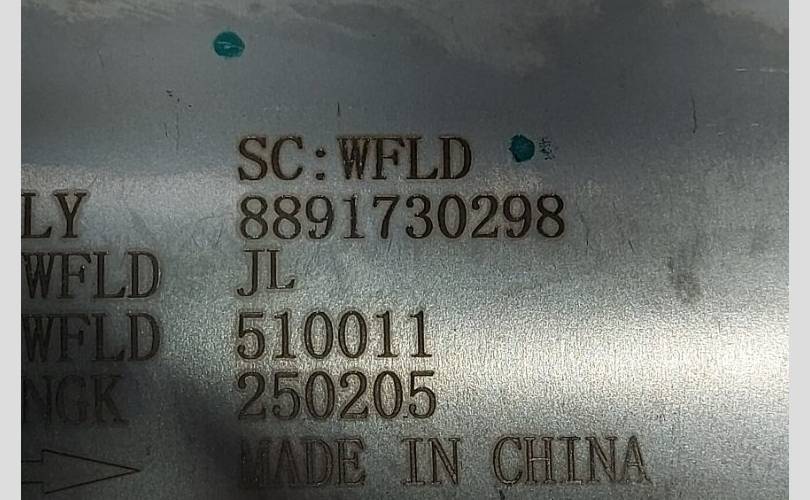 SC:WFLD
LY 8891730298
WFLD JL
WFLD 510011
NGK 250205
MADE IN CHINA